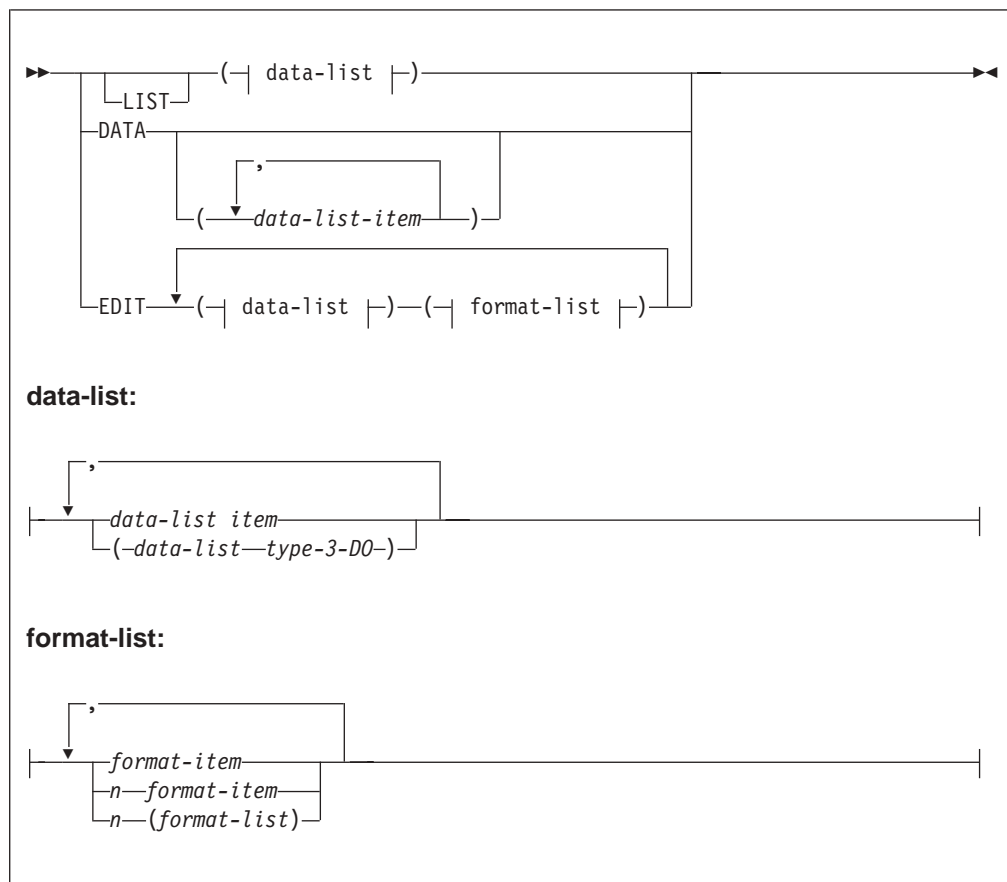 ( data-list )
LIST
DATA
,
( data-list-item )
EDIT ( data-list ) ( format-list )
data-list:
,
data-list item
( data-list type-3-DO )
format-list:
,
format-item
n format-item
n (format-list)